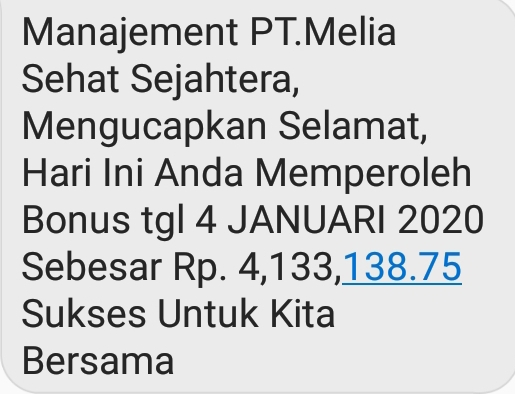 Manajement PT.Melia
Sehat Sejahtera,
Mengucapkan Selamat,
Hari Ini Anda Memperoleh
Bonus tgl 4 JANUARI 2020
Sebesar Rp. 4,133,138.75
Sukses Untuk Kita
Bersama